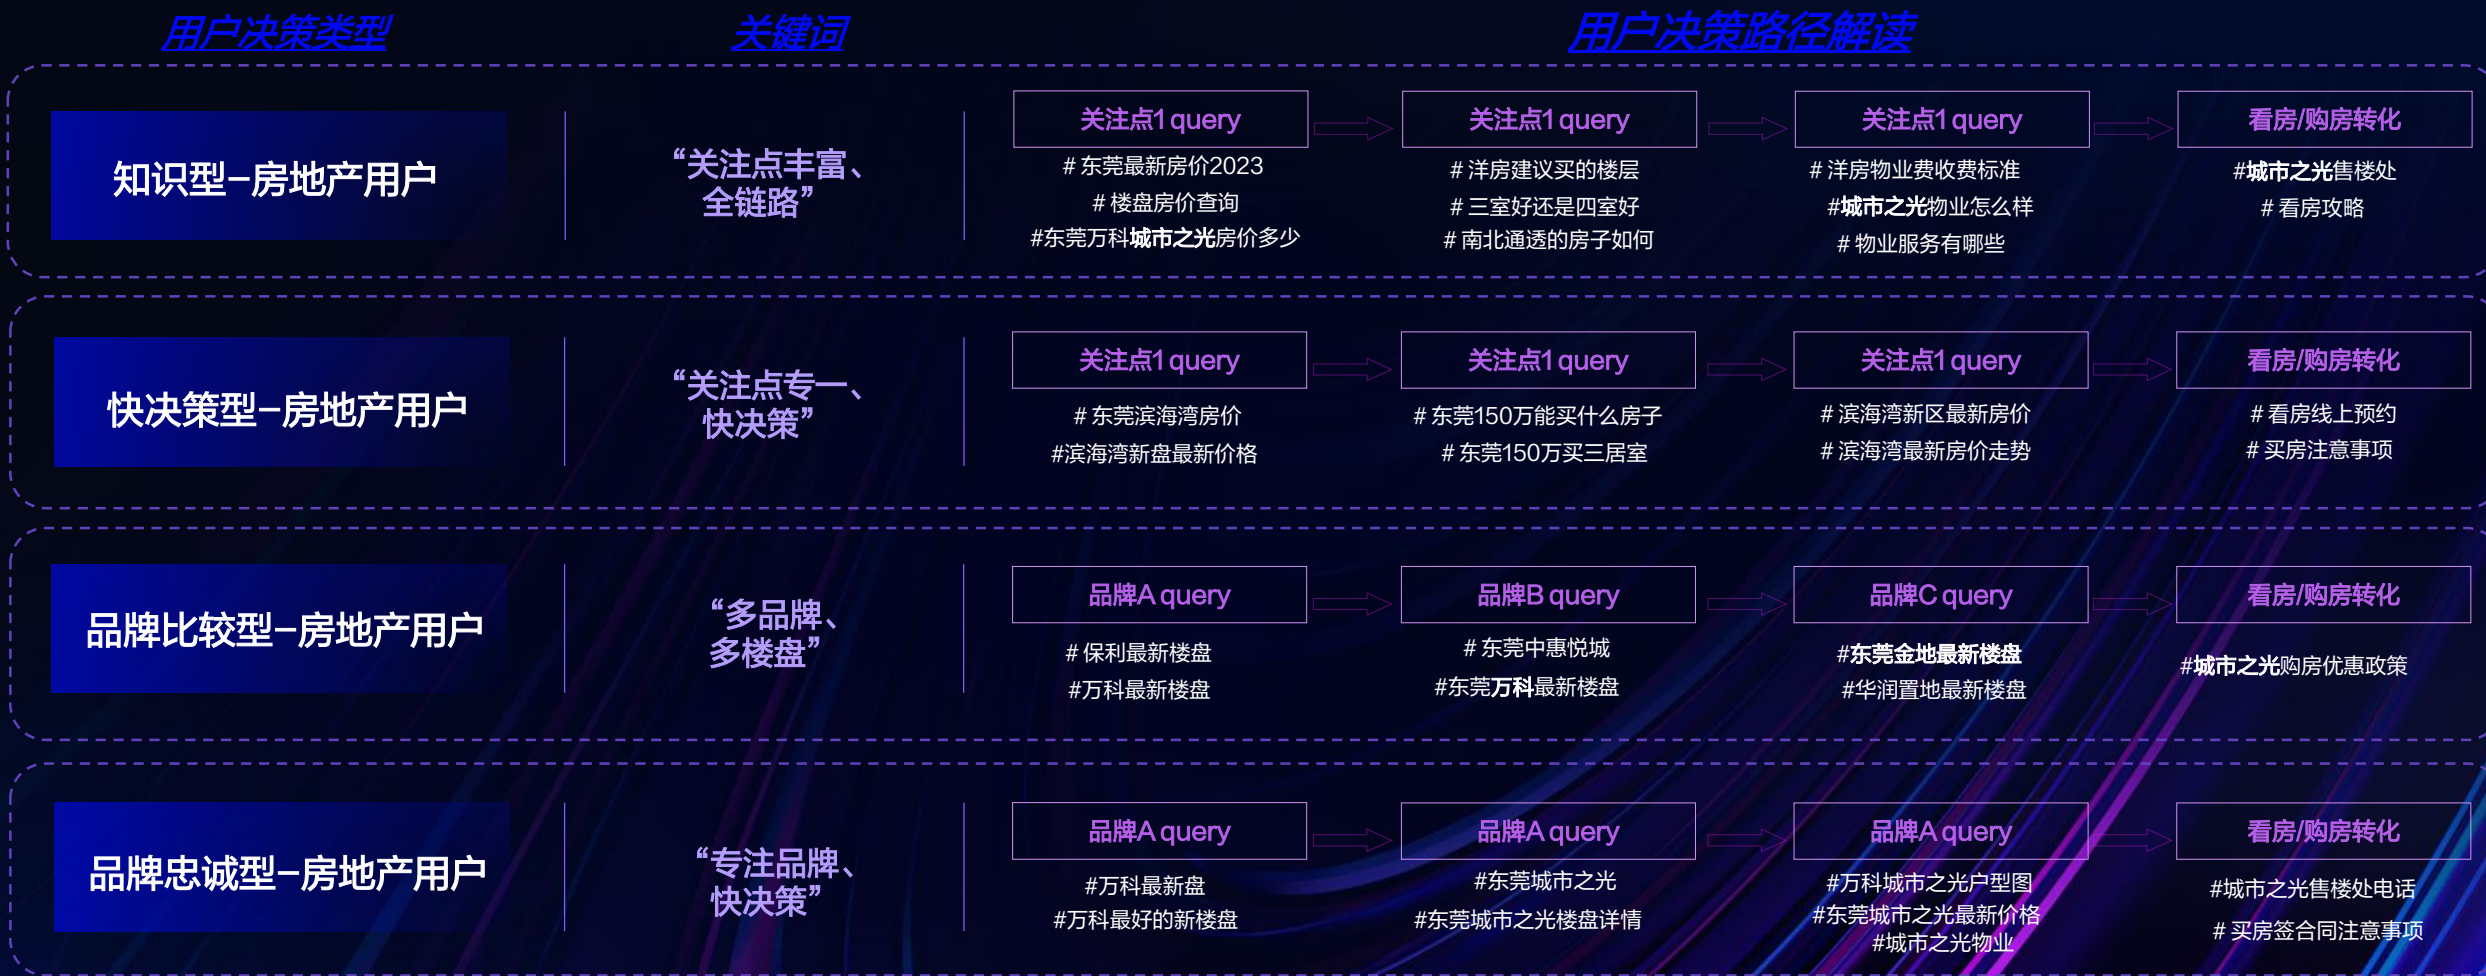 用户决策类型
关键词
用户决策路径解读
知识型-房地产用户
“关注点丰富、
全链路”
关注点1 query
# 东莞最新房价2023
# 楼盘房价查询
#东莞万科城市之光房价多少
关注点1 query
# 洋房建议买的楼层
# 三室好还是四室好
# 南北通透的房子如何
关注点1 query
# 洋房物业费收费标准
#城市之光物业怎么样
# 物业服务有哪些
看房/购房转化
#城市之光售楼处
# 看房攻略
快决策型-房地产用户
“关注点专一、
快决策”
关注点1 query
# 东莞滨海湾房价
#滨海湾新盘最新价格
关注点1 query
# 东莞150万能买什么房子
# 东莞150万买三居室
关注点1 query
# 滨海湾新区最新房价
# 滨海湾最新房价走势
看房/购房转化
# 看房线上预约
# 买房注意事项
品牌比较型-房地产用户
“多品牌、
多楼盘”
品牌A query
# 保利最新楼盘
#万科最新楼盘
品牌B query
# 东莞中惠悦城
#东莞万科最新楼盘
品牌C query
#东莞金地最新楼盘
#华润置地最新楼盘
看房/购房转化
#城市之光购房优惠政策
品牌忠诚型-房地产用户
“专注品牌、
快决策”
品牌A query
#万科最新盘
#万科最好的新楼盘
品牌A query
#东莞城市之光
#东莞城市之光楼盘详情
品牌A query
#万科城市之光户型图
#东莞城市之光最新价格
#城市之光物业
看房/购房转化
#城市之光售楼处电话
# 买房签合同注意事项